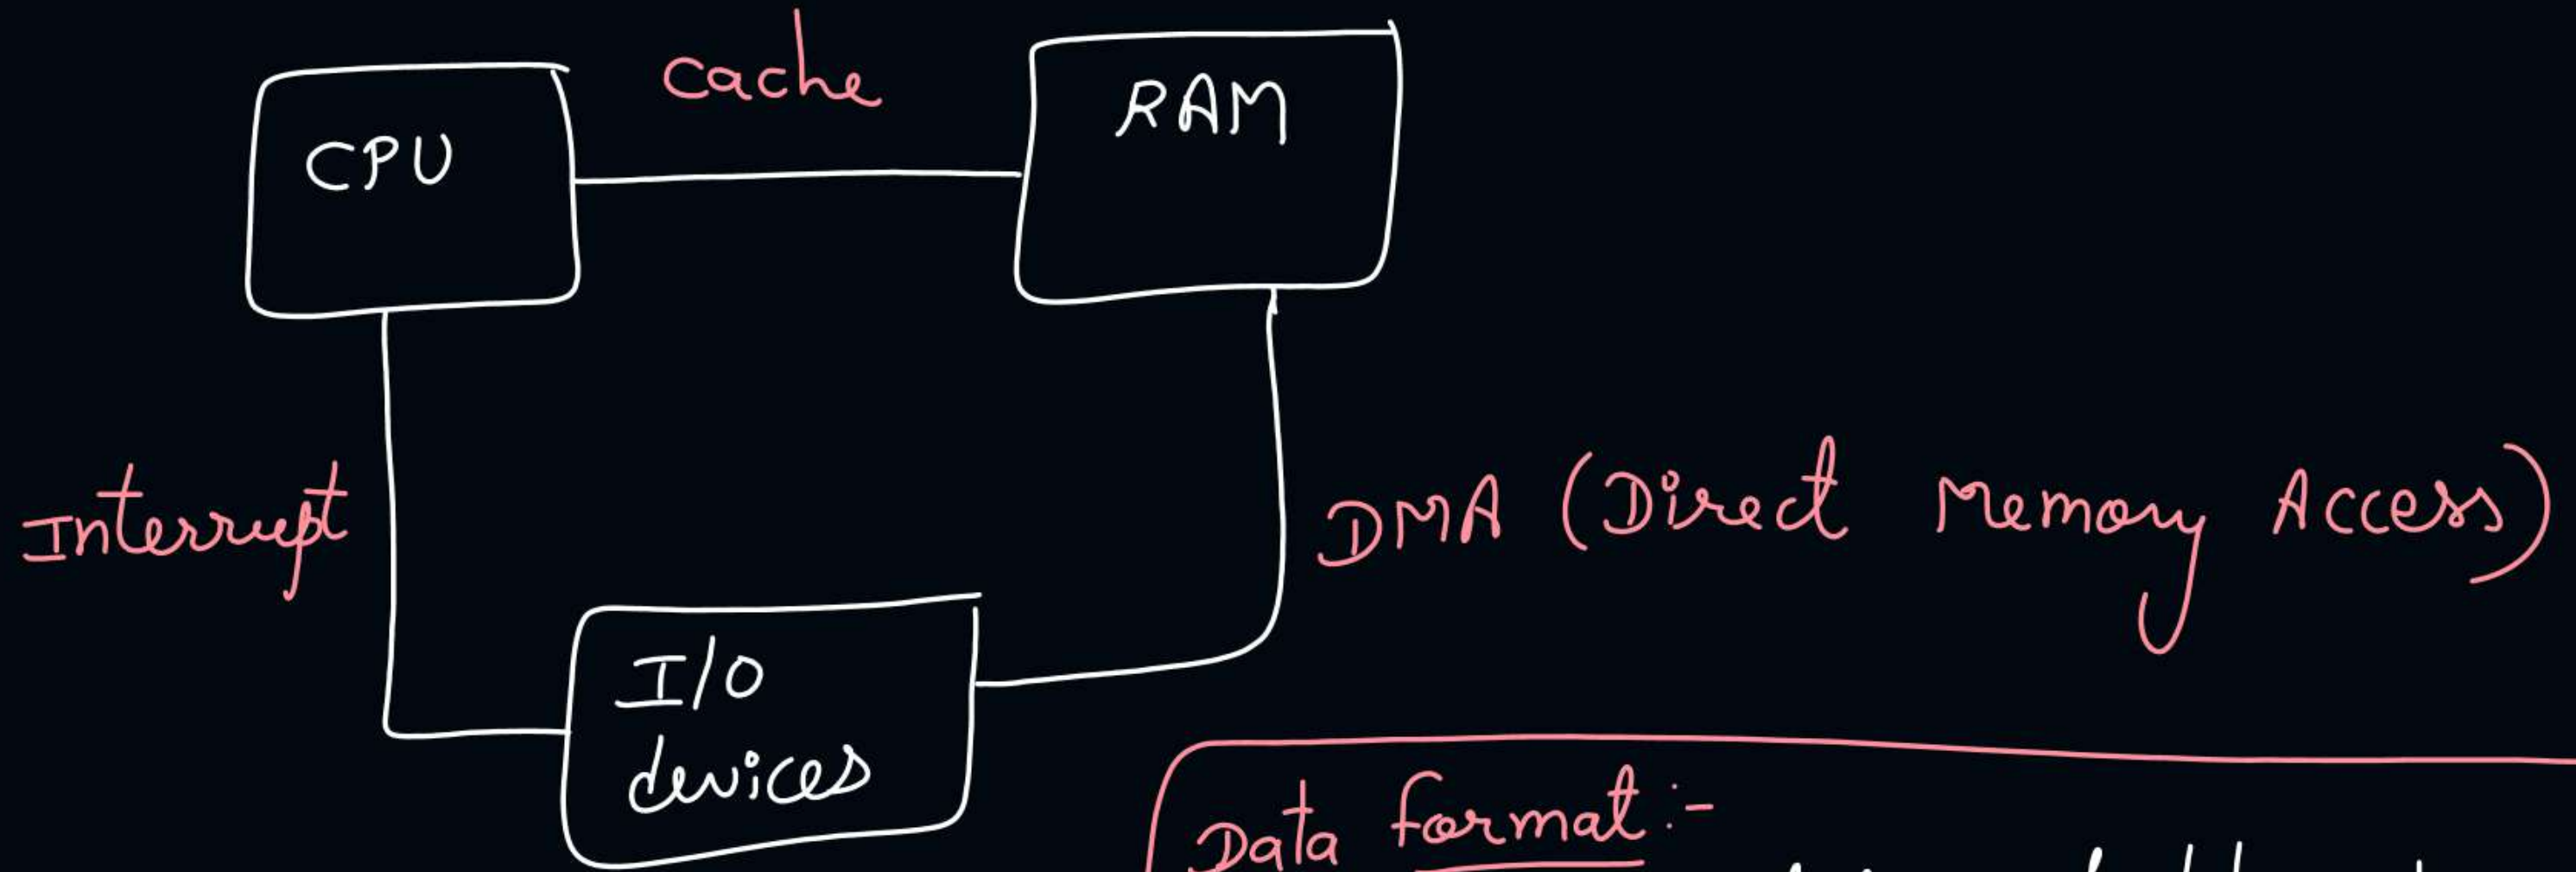 Cache
CPU
RAM
Interrupt
DMA (Direct Memory Access)
I/O
devices
Data format :-